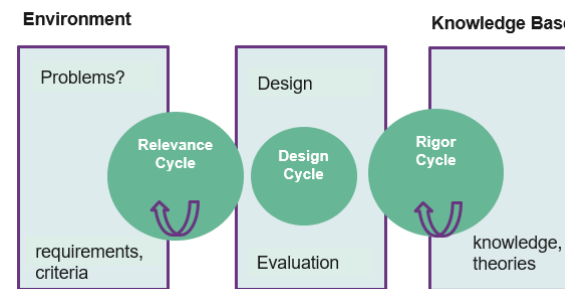 Environment
Knowledge Base
Problems?
Design
Relevance
Cycle
Design
Cycle
Rigor
Cycle
requirements,
criteria
Evaluation
knowledge,
theories